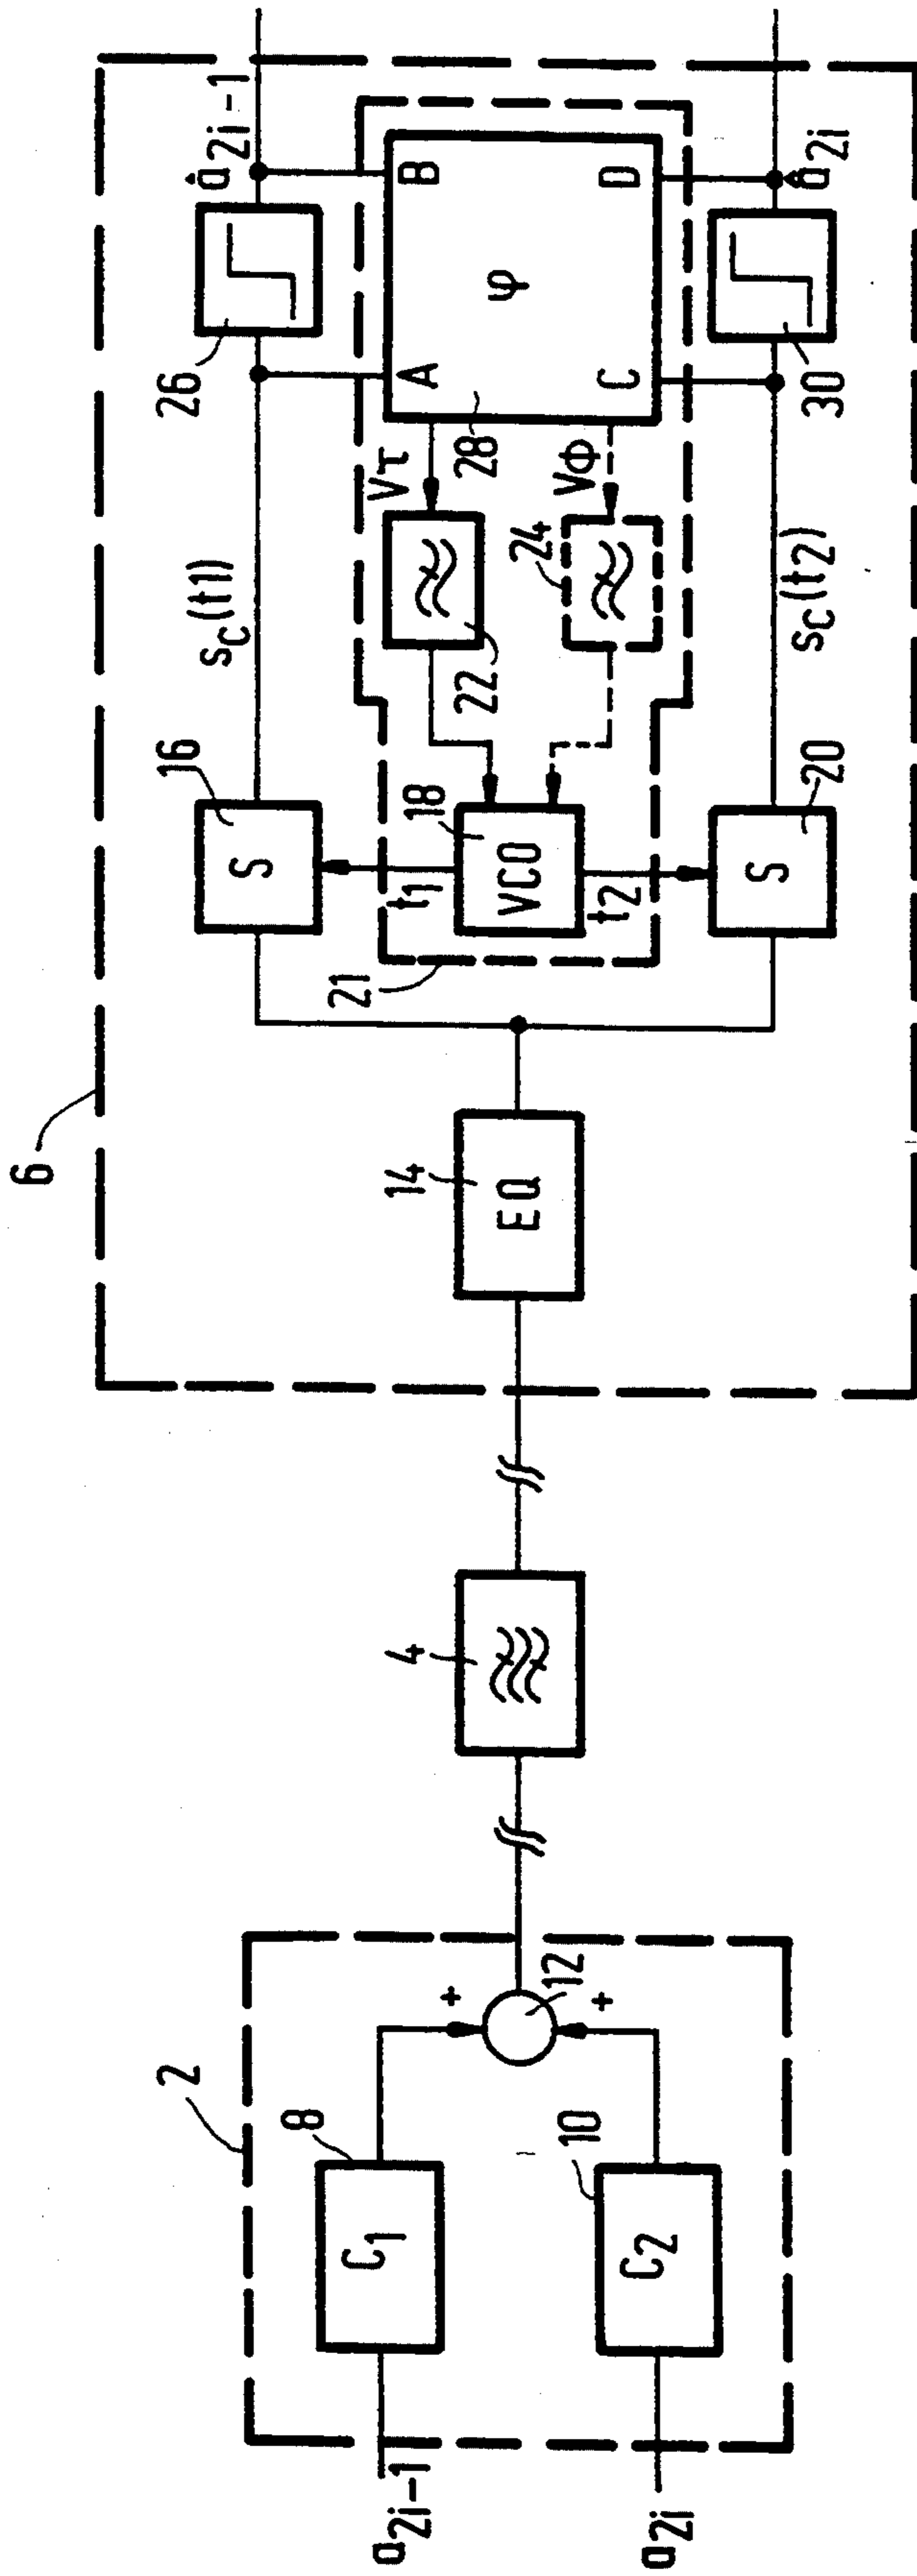 a2i−1
a2i
2
C1
8
C2
10
+
12
+
4
6
EQ
14
S
16
t1
VCO
18
t2
21
S
20
sc(t1)
sc(t2)
22
24
Vτ
VΦ
28
A
B
φ
C
D
26
30
â2i−1
â2i